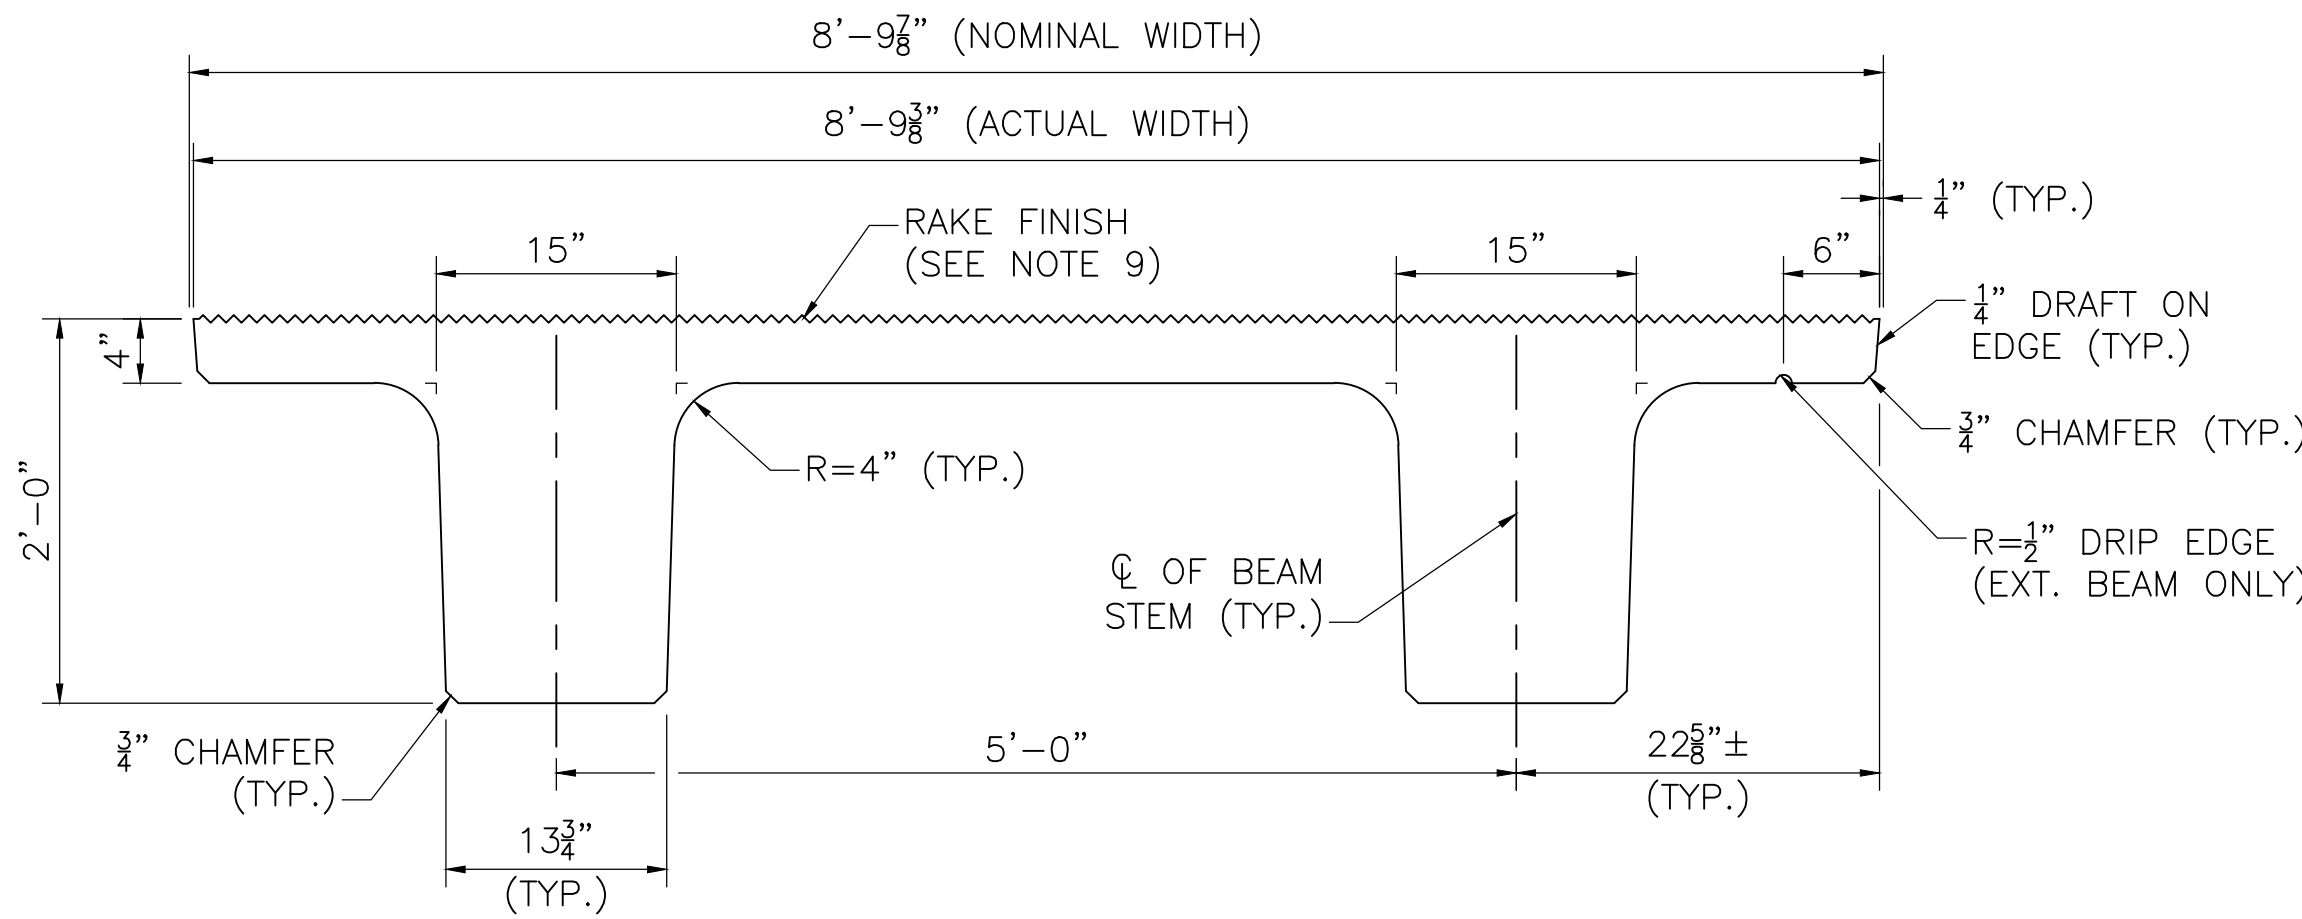 8'-9⅞" (NOMINAL WIDTH)
8'-9⅜" (ACTUAL WIDTH)
¼" (TYP.)
RAKE FINISH
(SEE NOTE 9)
15"
15"
6"
¼" DRAFT ON
EDGE (TYP.)
4"
¾" CHAMFER (TYP.)
R=4" (TYP.)
2'-0"
R=½" DRIP EDGE
(EXT. BEAM ONLY)
℄ OF BEAM
STEM (TYP.)
¾" CHAMFER
(TYP.)
5'-0"
22⅝"±
(TYP.)
13¾"
(TYP.)